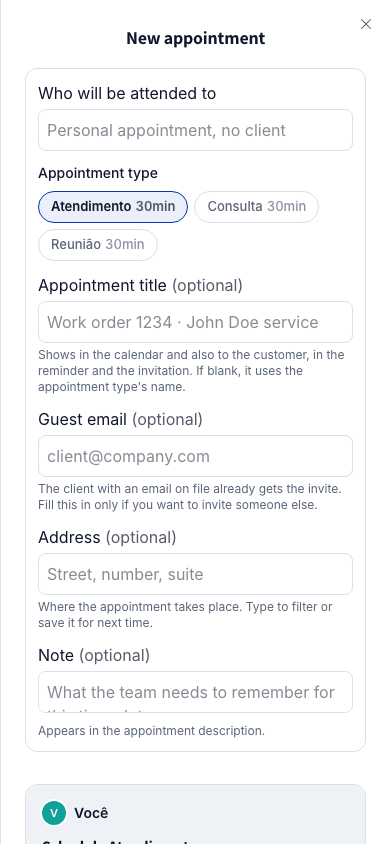 New appointment
Who will be attended to
Personal appointment, no client
Appointment type
Atendimento 30min
Consulta 30min
Reunião 30min
Appointment title (optional)
Work order 1234 · John Doe service
Shows in the calendar and also to the customer, in the
reminder and the invitation. If blank, it uses the
appointment type's name.
Guest email (optional)
client@company.com
The client with an email on file already gets the invite.
Fill this in only if you want to invite someone else.
Address (optional)
Street, number, suite
Where the appointment takes place. Type to filter or
save it for next time.
Note (optional)
What the team needs to remember for
Appears in the appointment description.
V Você